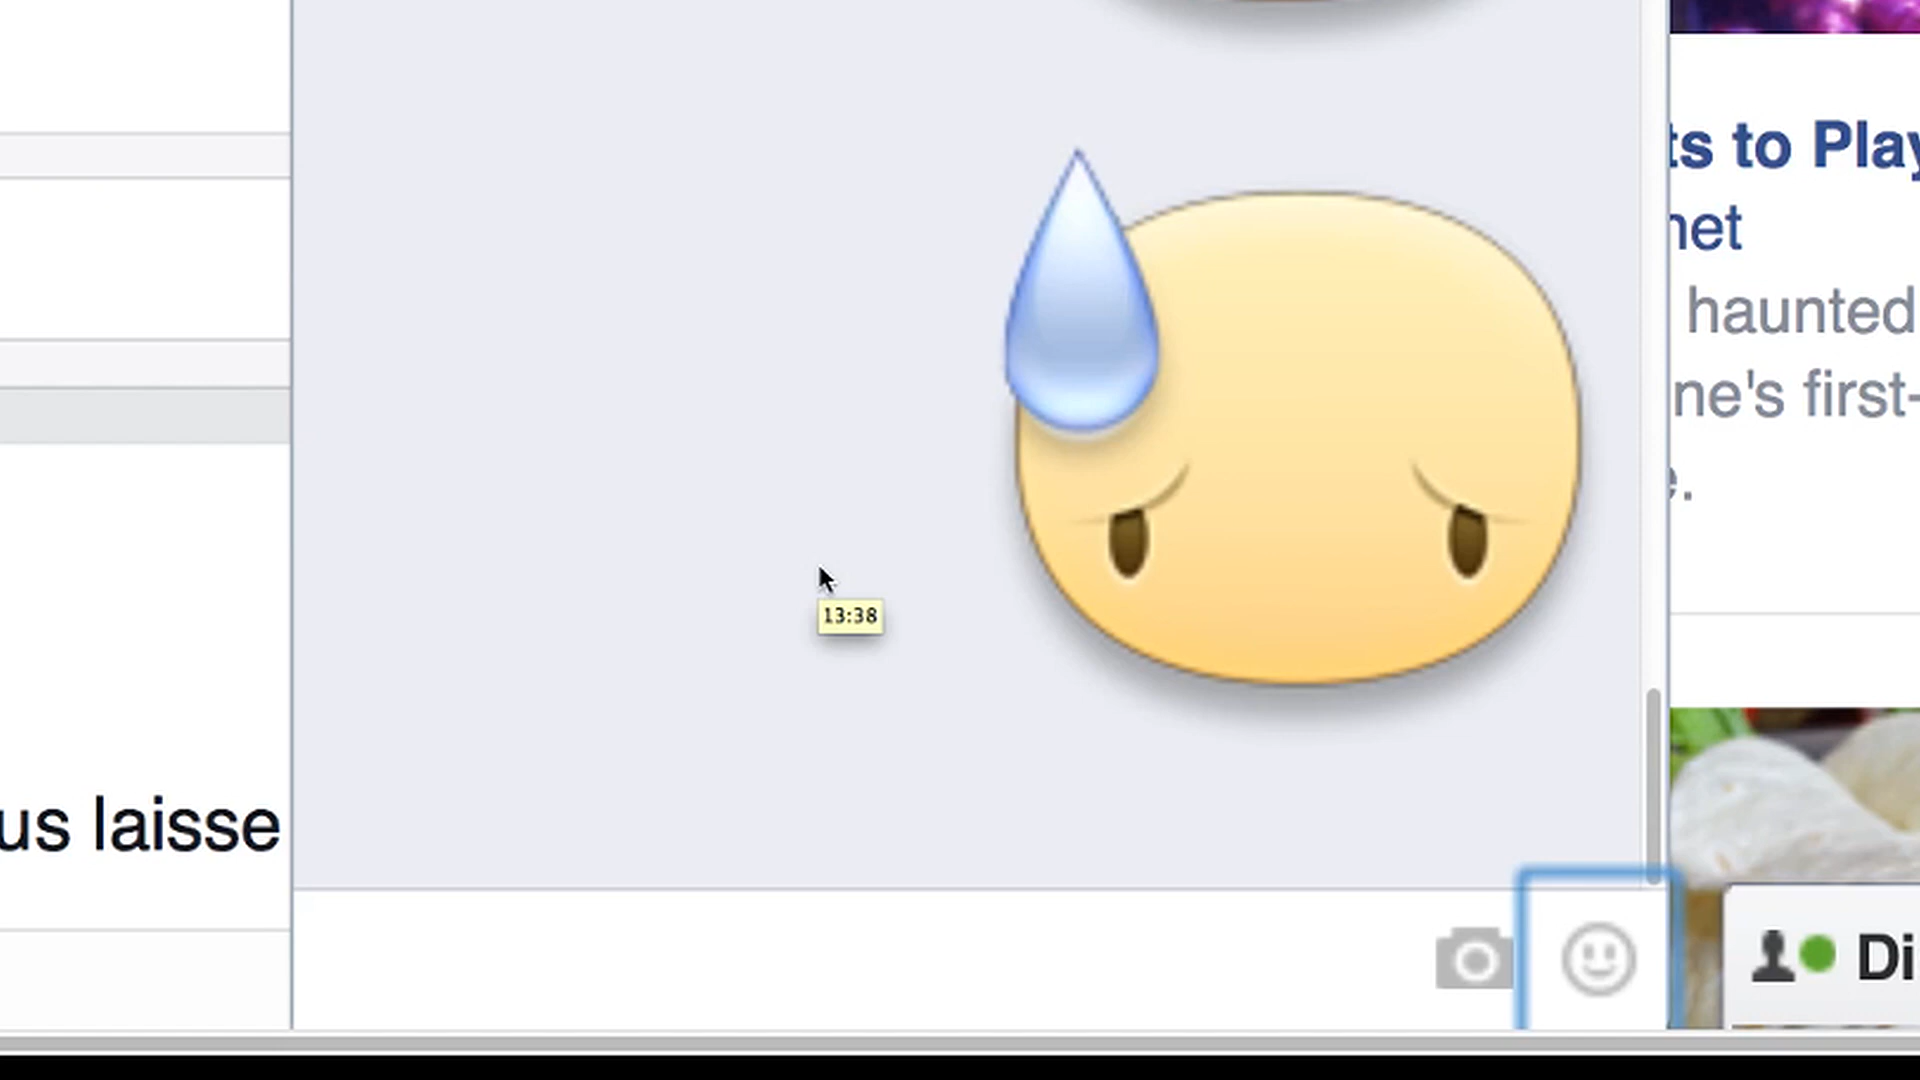 ts to Play
net
haunted
ne's first-
e.
13:38
us laisse
Di